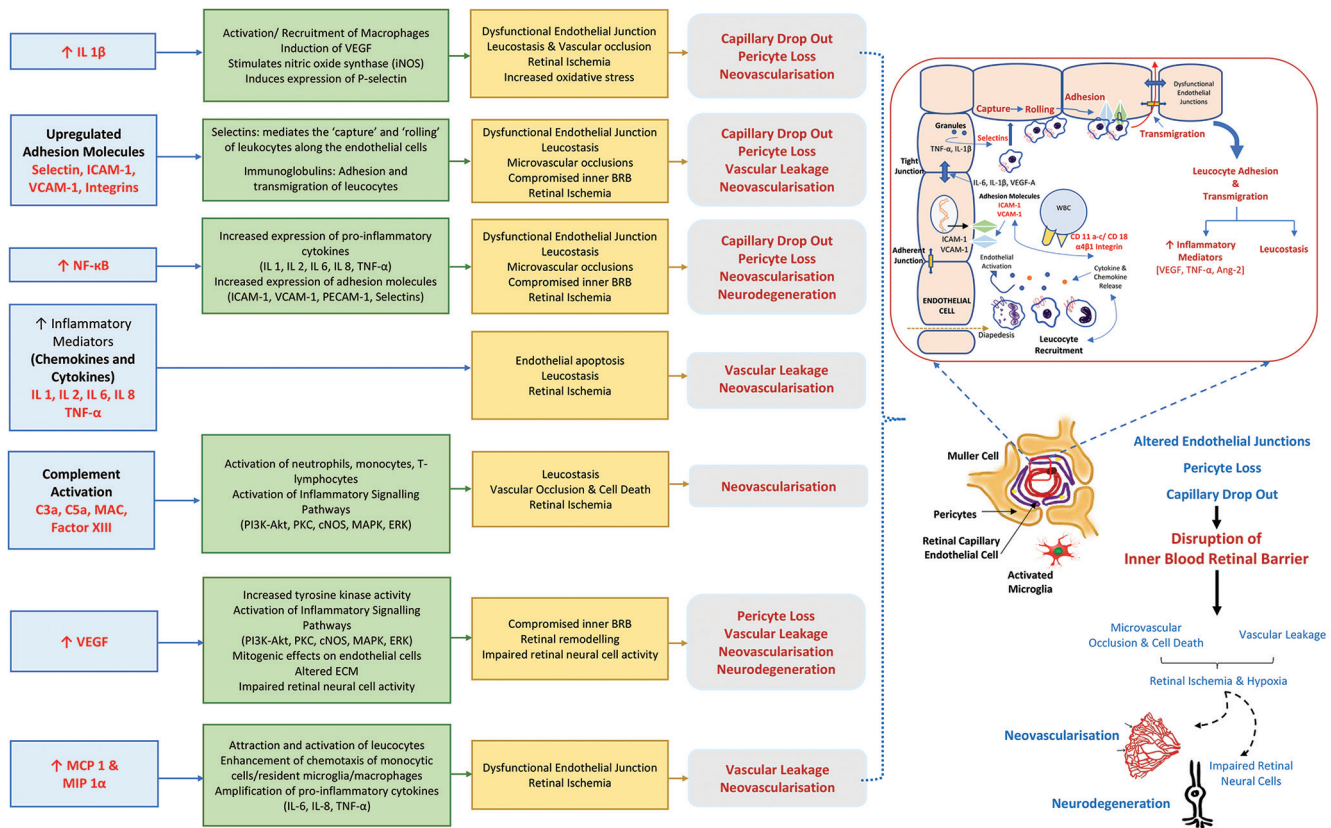 ↑ IL 1β
Activation/ Recruitment of Macrophages
Induction of VEGF
Stimulates nitric oxide synthase (iNOS)
Induces expression of P-selectin
Dysfunctional Endothelial Junction
Leucostasis & Vascular occlusion
Retinal Ischemia
Increased oxidative stress
Capillary Drop Out
Pericyte Loss
Neovascularisation
Upregulated
Adhesion Molecules
Selectin, ICAM-1,
VCAM-1, Integrins
Selectins: mediates the ‘capture’ and ‘rolling’
of leukocytes along the endothelial cells
Immunoglobulins: Adhesion and
transmigration of leucocytes
Dysfunctional Endothelial Junction
Leucostasis
Microvascular occlusions
Compromised inner BRB
Retinal Ischemia
Capillary Drop Out
Pericyte Loss
Vascular Leakage
Neovascularisation
↑ NF-κB
Increased expression of pro-inflammatory
cytokines
(IL 1, IL 2, IL 6, IL 8, TNF-α)
Increased expression of adhesion molecules
(ICAM-1, VCAM-1, PECAM-1, Selectins)
Dysfunctional Endothelial Junction
Leucostasis
Microvascular occlusions
Compromised inner BRB
Retinal Ischemia
Capillary Drop Out
Pericyte Loss
Neovascularisation
Neurodegeneration
↑ Inflammatory
Mediators
(Chemokines and
Cytokines)
IL 1, IL 2, IL 6, IL 8
TNF-α
Endothelial apoptosis
Leucostasis
Retinal Ischemia
Vascular Leakage
Neovascularisation
Complement
Activation
C3a, C5a, MAC,
Factor XIII
Activation of neutrophils, monocytes, T-
lymphocytes
Activation of Inflammatory Signalling
Pathways
(PI3K-Akt, PKC, cNOS, MAPK, ERK)
Leucostasis
Vascular Occlusion & Cell Death
Retinal Ischemia
Neovascularisation
↑ VEGF
Increased tyrosine kinase activity
Activation of Inflammatory Signalling
Pathways
(PI3K-Akt, PKC, cNOS, MAPK, ERK)
Mitogenic effects on endothelial cells
Altered ECM
Impaired retinal neural cell activity
Compromised inner BRB
Retinal remodelling
Impaired retinal neural cell activity
Pericyte Loss
Vascular Leakage
Neovascularisation
Neurodegeneration
↑ MCP 1 &
MIP 1α
Attraction and activation of leucocytes
Enhancement of chemotaxis of monocytic
cells/resident microglia/macrophages
Amplification of pro-inflammatory cytokines
(IL-6, IL-8, TNF-α)
Dysfunctional Endothelial Junction
Retinal Ischemia
Vascular Leakage
Neovascularisation
Capture
Rolling
Adhesion
Dysfunctional
Endothelial
Junctions
Transmigration
Granules
TNF-α, IL-1β
Selectins
Tight
Junction
IL-6, IL-1β, VEGF-A
Adhesion Molecules
ICAM-1
VCAM-1
WBC
ICAM-1
VCAM-1
CD 11 a-c/ CD 18
α4β1 Integrin
Adherent
Junction
Endothelial
Activation
Cytokine &
Chemokine
Release
ENDOTHELIAL
CELL
Diapedesis
Leucocyte
Recruitment
Leucocyte Adhesion
&
Transmigration
↑ Inflammatory
Mediators
[VEGF, TNF-α, Ang-2]
Leucostasis
Muller Cell
Pericytes
Retinal Capillary
Endothelial Cell
Activated
Microglia
Altered Endothelial Junctions
Pericyte Loss
Capillary Drop Out
Disruption of
Inner Blood Retinal Barrier
Microvascular
Occlusion & Cell Death
Vascular Leakage
Retinal Ischemia & Hypoxia
Neovascularisation
Impaired Retinal
Neural Cells
Neurodegeneration